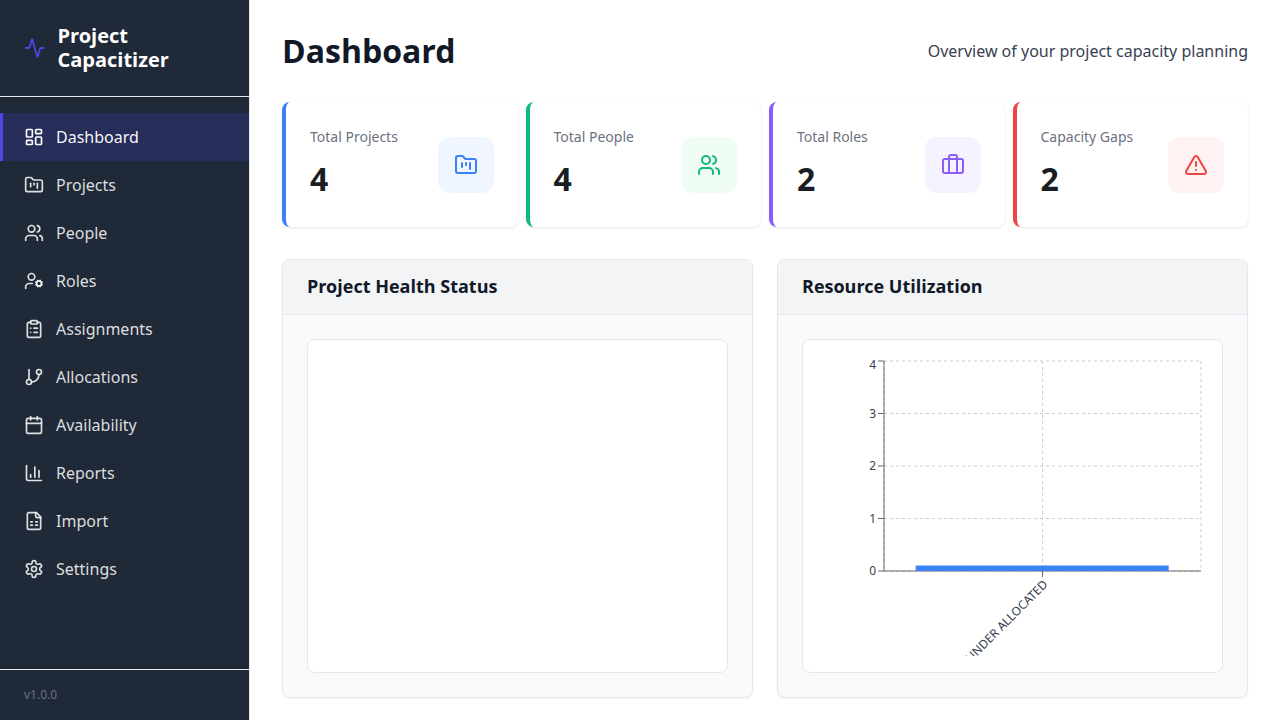 Project
Capacitizer
Dashboard
Projects
People
Roles
Assignments
Allocations
Availability
Reports
Import
Settings
v1.0.0
Dashboard
Overview of your project capacity planning
Total Projects
4
Total People
4
Total Roles
2
Capacity Gaps
2
Project Health Status
Resource Utilization
4
3
2
1
0
ALLOCATED